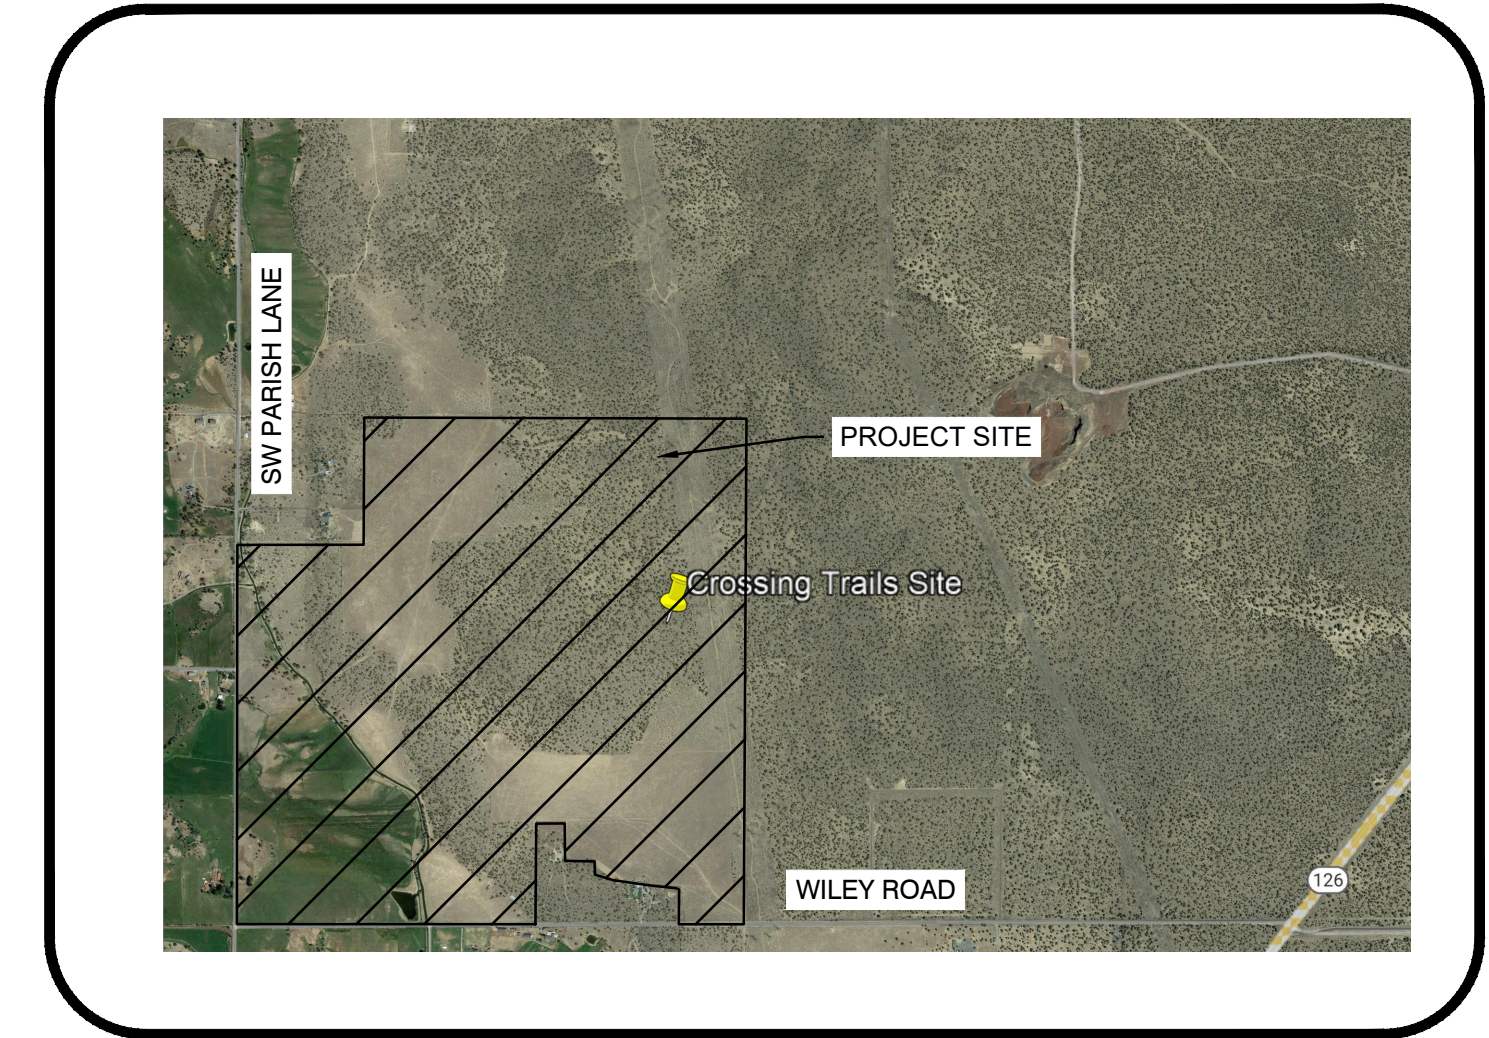 SW PARISH LANE
PROJECT SITE
Crossing Trails Site
WILEY ROAD
126